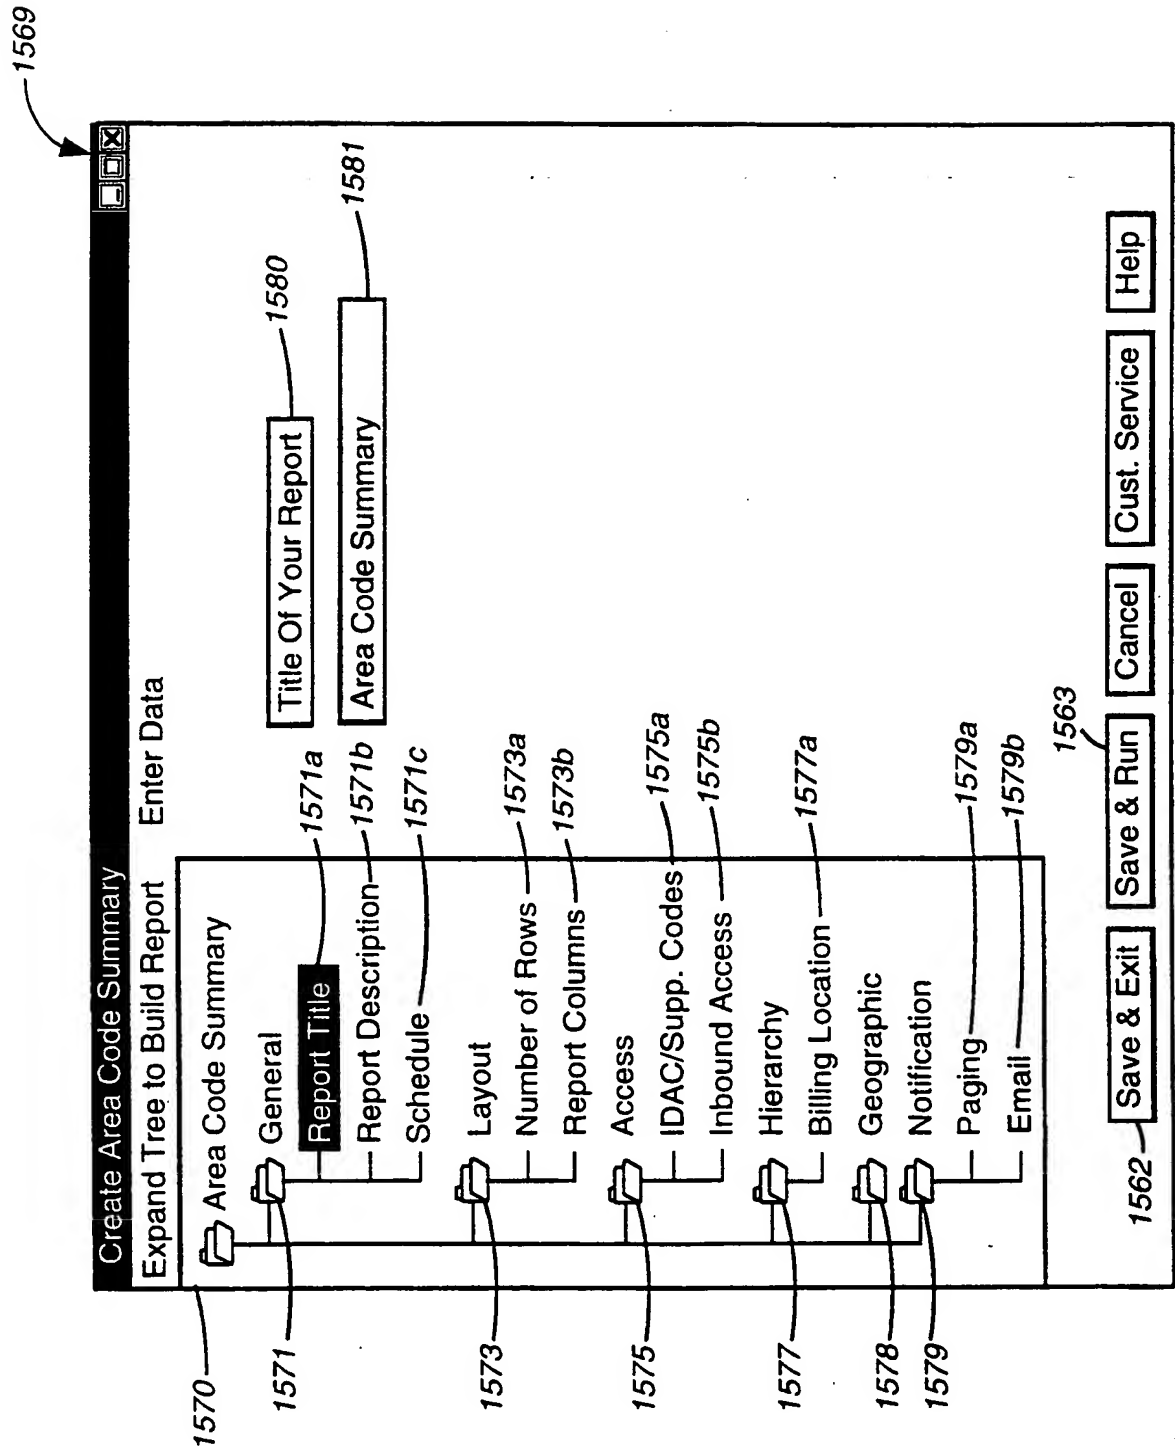 1569
Create Area Code Summary
Expand Tree to Build Report
Enter Data
1570
Area Code Summary
1571
General
Report Title
1571a
Report Description
1571b
Schedule
1571c
Title Of Your Report
1580
Area Code Summary
1581
1573
Layout
Number of Rows
1573a
Report Columns
1573b
1575
Access
IDAC/Supp. Codes
1575a
Inbound Access
1575b
1577
Hierarchy
Billing Location
1577a
1578
Geographic
1579
Notification
Paging
1579a
Email
1579b
1562
Save & Exit
1563
Save & Run
Cancel
Cust. Service
Help